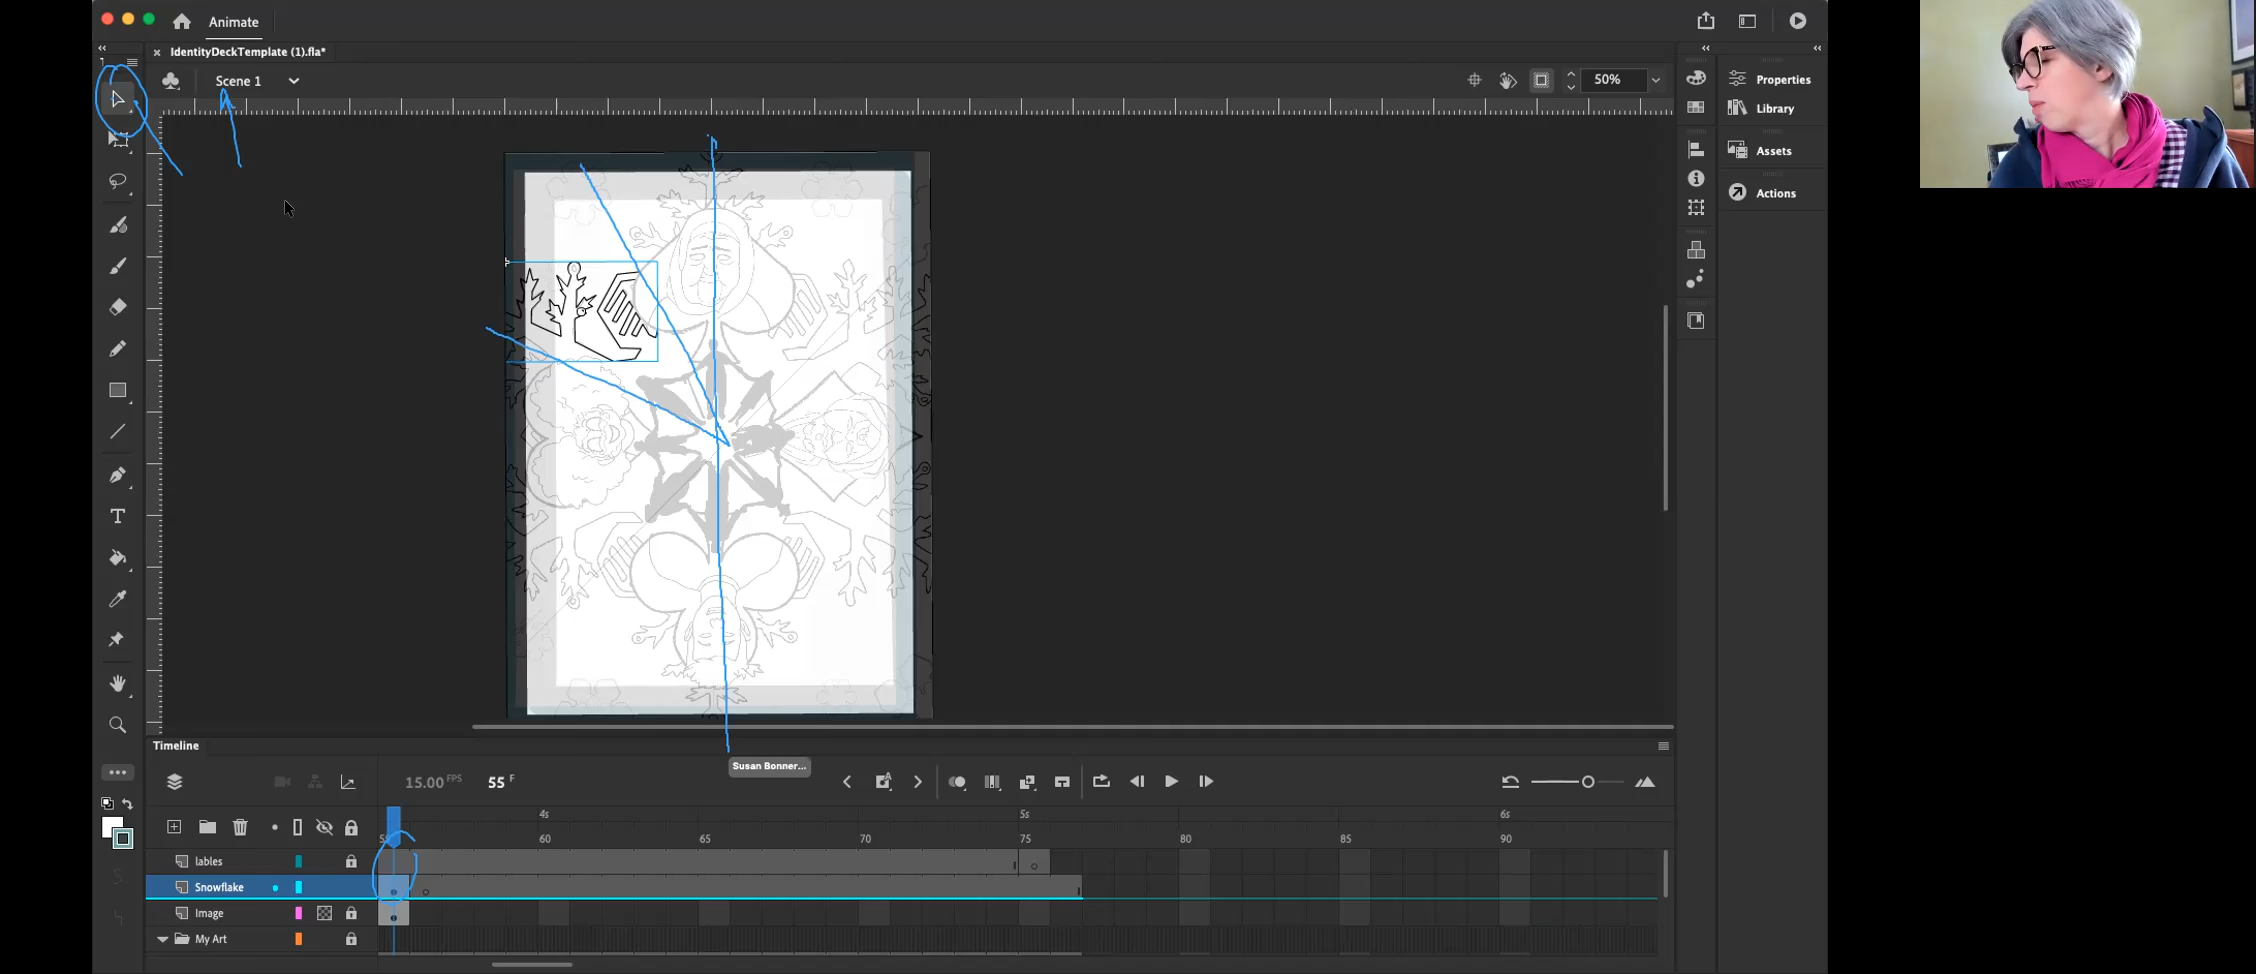 Animate
IdentityDeckTemplate (1).fla*
Scene 1
50%
Properties
Library
Assets
Actions
Susan Bonner...
Timeline
15.00 FPS 55 F
4s 5s 6s
60 65 70 75 80 85 90
lables
Snowflake
Image
My Art